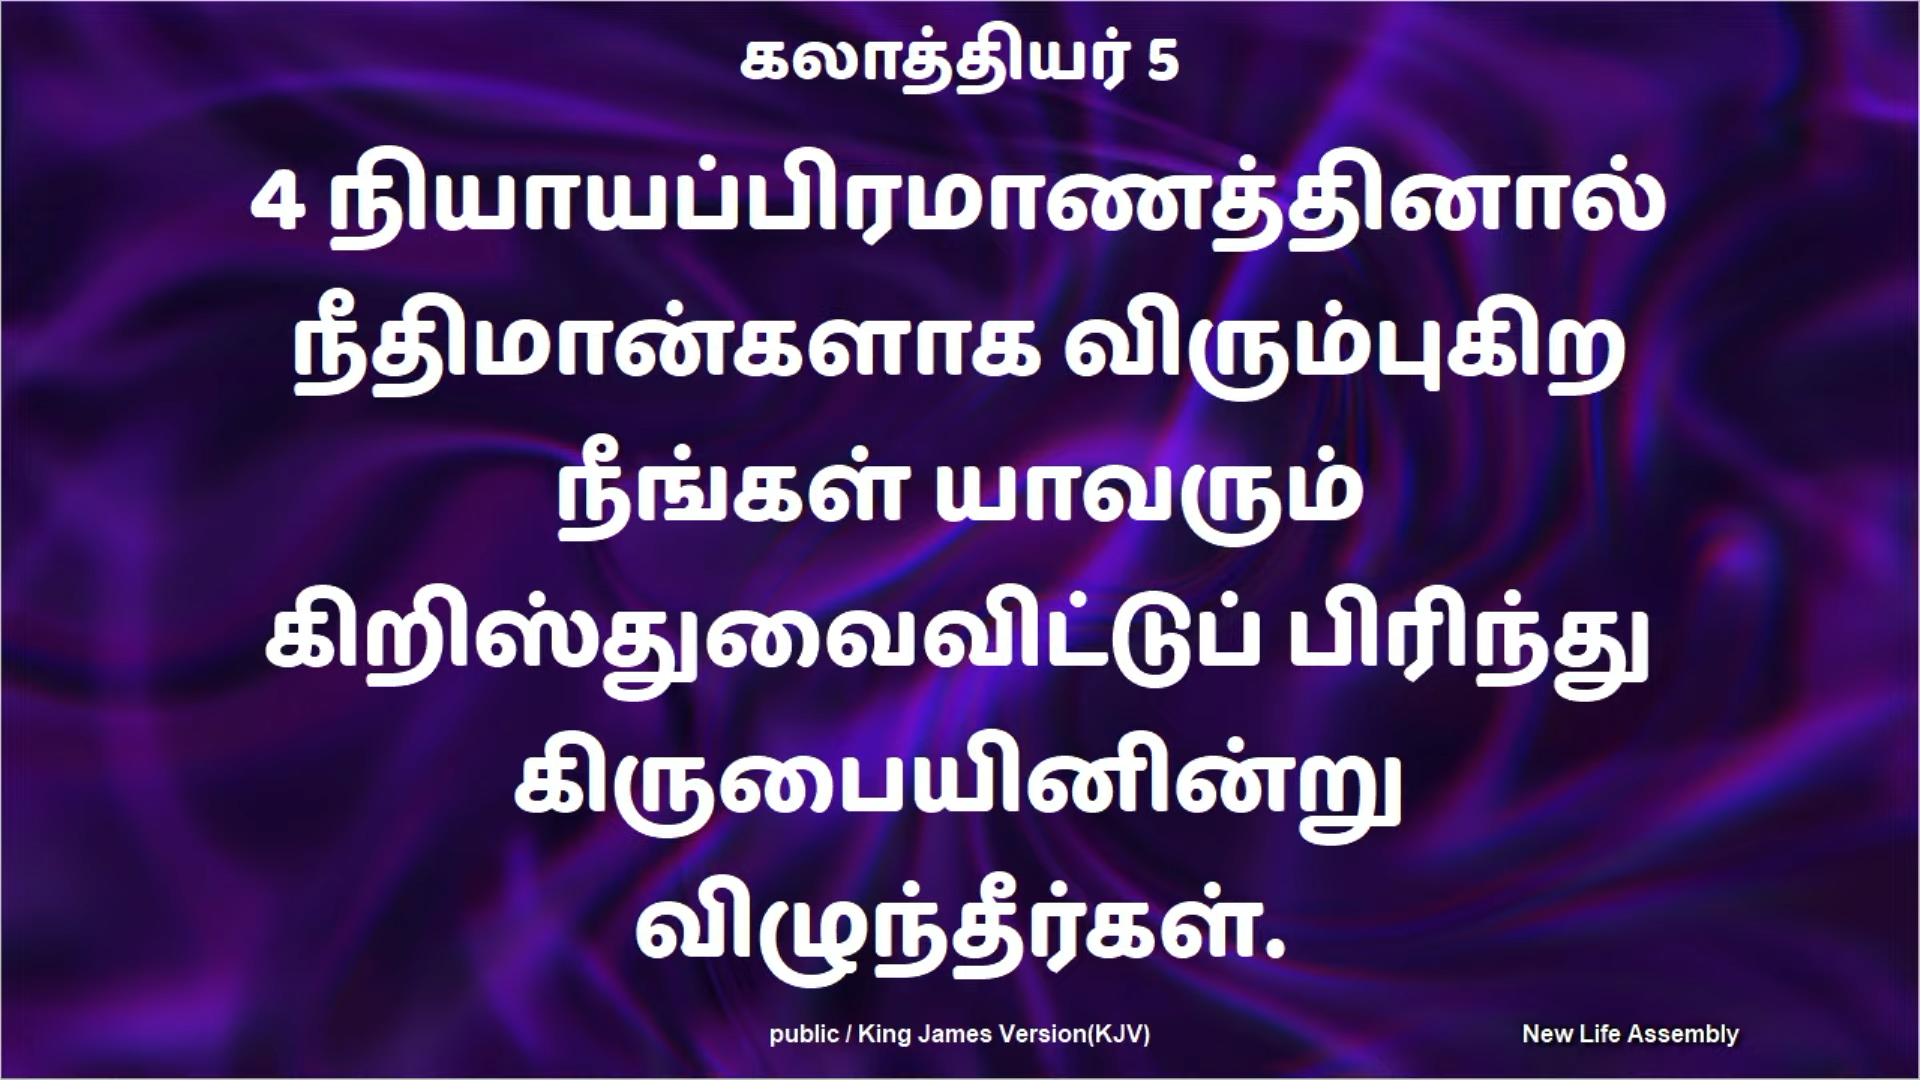 கலாத்தியர் 5
4 நியாயப்பிரமாணத்தினால்
நீதிமான்களாக விரும்புகிற
நீங்கள் யாவரும்
கிறிஸ்துவைவிட்டுப் பிரிந்து
கிருபையினின்று
விழுந்தீர்கள்.
public / King James Version(KJV)
New Life Assembly